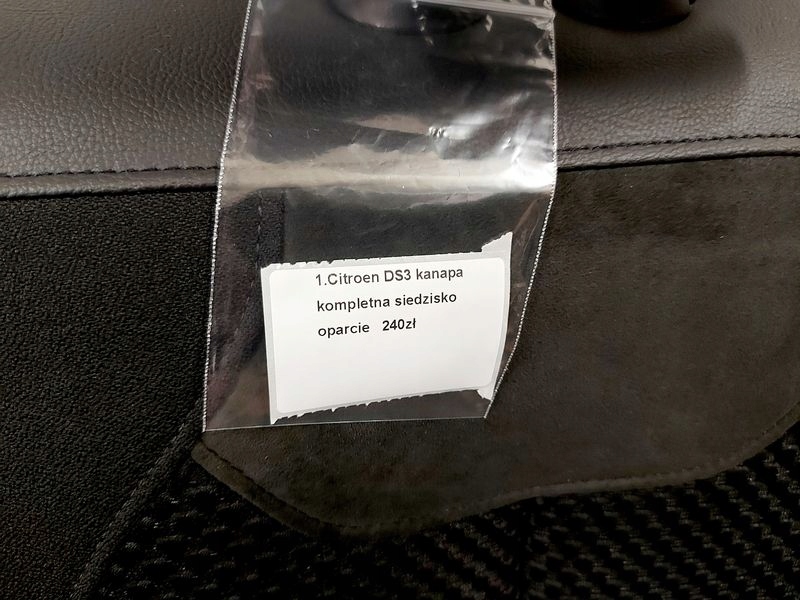 1.Citroen DS3 kanapa
kompletna siedzisko
oparcie 240zł